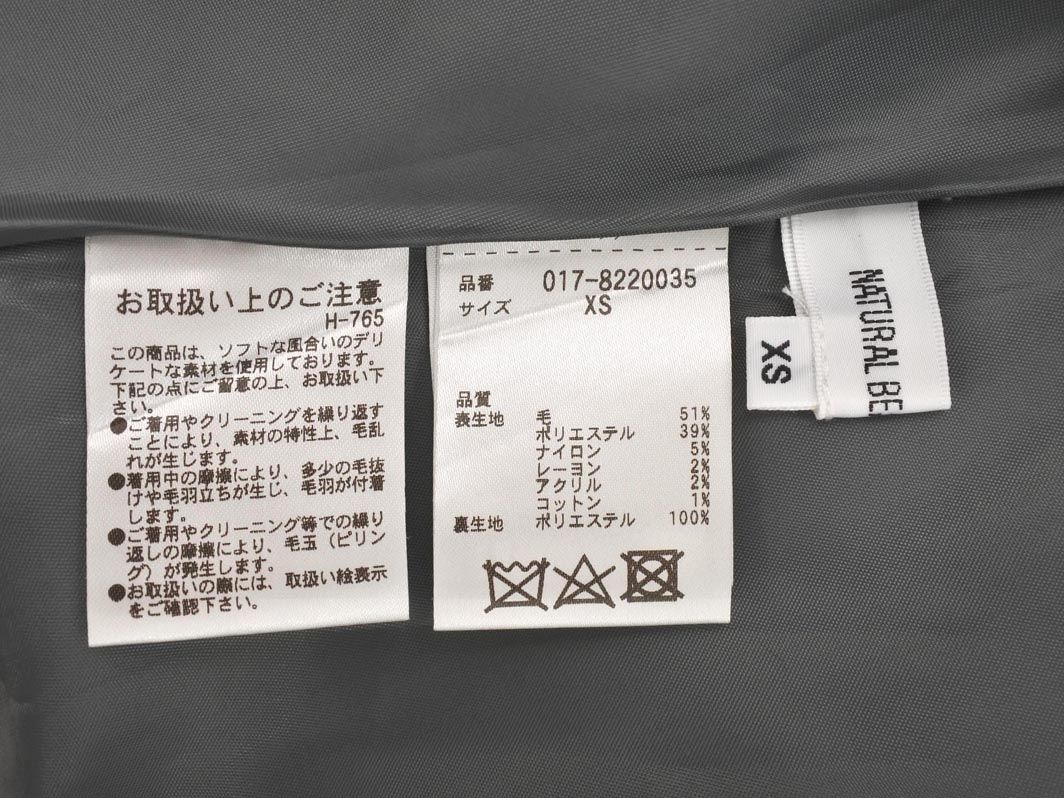 お取扱い上のご注意
H-765
この商品は、ソフトな風合いのデリ
ケートな素材を使用しております。
下記の点にご留意の上、お取扱い下
さい。
●ご着用やクリーニングを繰り返す
ことにより、素材の特性上、毛乱
れが生じます。
●着用中の摩擦により、多少の毛抜
けや毛羽立ちが生じ、毛羽が付着
します。
●ご着用やクリーニング等での繰り
返しの摩擦により、毛玉（ピリン
グ）が発生します。
●お取扱いの際には、取扱い絵表示
をご確認下さい。
品番 017-8220035
サイズ XS
品質
表生地 毛 51%
ポリエステル 39%
ナイロン 5%
レーヨン 2%
アクリル 2%
コットン 1%
裏生地 ポリエステル 100%
NATURAL BE
XS